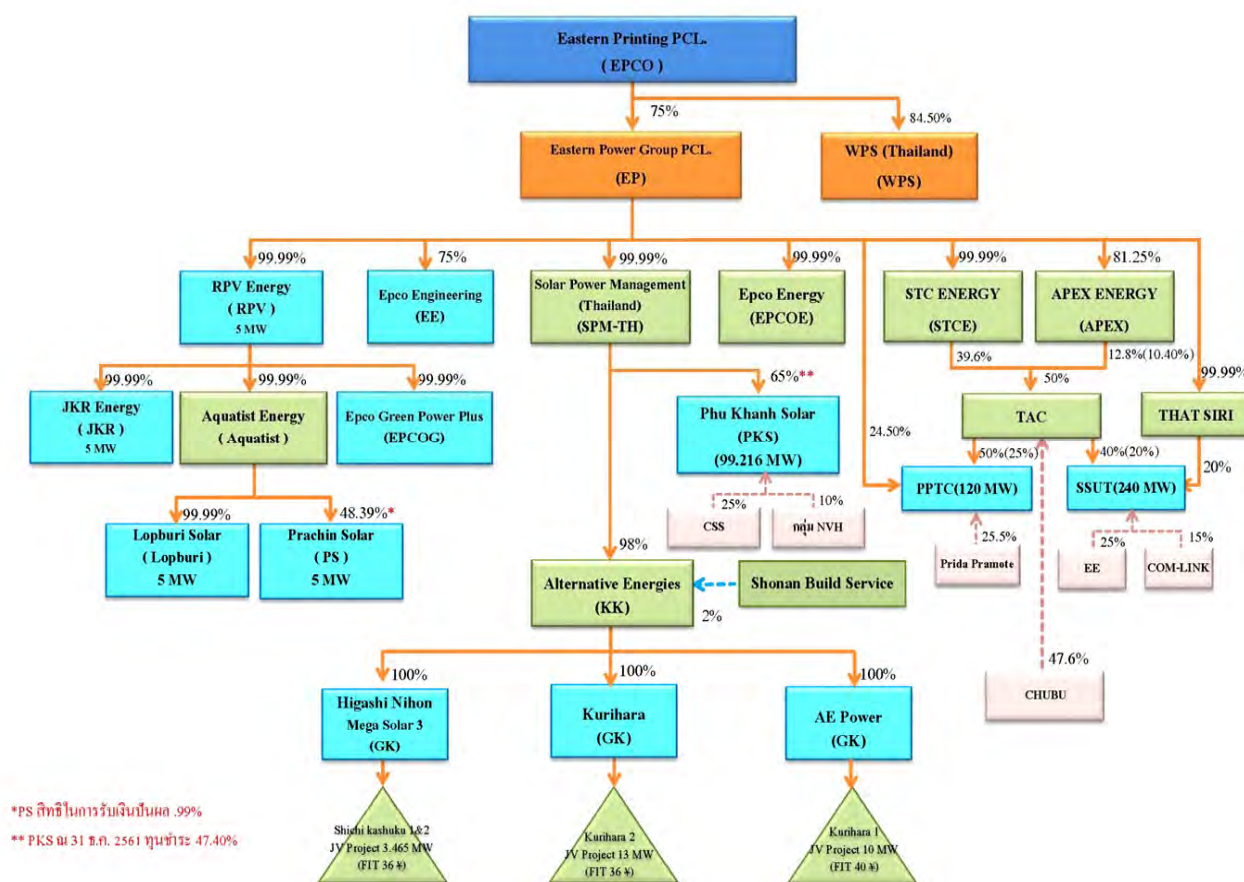 Eastern Printing PCL.
( EPCO )
75%
84.50%
Eastern Power Group PCL.
(EP)
WPS (Thailand)
(WPS)
99.99%
75%
99.99%
99.99%
99.99%
81.25%
RPV Energy
( RPV )
5 MW
Epco Engineering
(EE)
Solar Power Management
(Thailand)
(SPM-TH)
Epco Energy
(EPCOE)
STC ENERGY
(STCE)
APEX ENERGY
(APEX)
39.6%
12.8%(10.40%)
99.99%
99.99%
99.99%
99.99%
65%**
50%
JKR Energy
( JKR )
5 MW
Aquatist Energy
( Aquatist )
Epco Green Power Plus
(EPCOG)
Phu Khanh Solar
(PKS)
(99.216 MW)
24.50%
TAC
THAT SIRI
50%(25%)
40%(20%)
20%
PPTC(120 MW)
SSUT(240 MW)
99.99%
48.39%*
25%
10%
CSS
กลุ่ม NVH
25.5%
25%
15%
Prida Pramote
EE
COM-LINK
Lopburi Solar
( Lopburi )
5 MW
Prachin Solar
( PS )
5 MW
98%
Alternative Energies
(KK)
Shonan Build Service
2%
47.6%
CHUBU
100%
100%
100%
Higashi Nihon
Mega Solar 3
(GK)
Kurihara
(GK)
AE Power
(GK)
Shichi kashuku 1&2
JV Project 3.465 MW
(FIT 36 ¥)
Kurihara 2
JV Project 13 MW
(FIT 36 ¥)
Kurihara 1
JV Project 10 MW
(FIT 40 ¥)
*PS สิทธิในการรับเงินปันผล .99%
** PKS ณ 31 ธ.ค. 2561 ทุนชำระ 47.40%